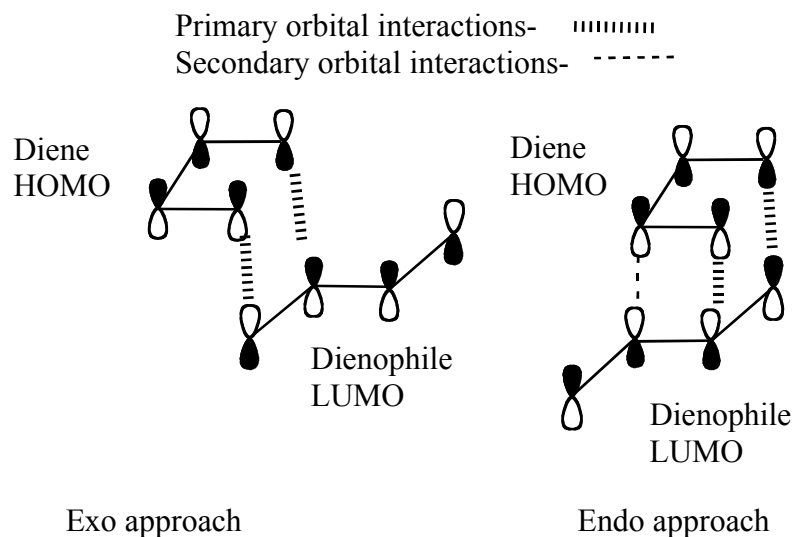 Primary orbital interactions-
Secondary orbital interactions-
Diene
HOMO
Dienophile
LUMO
Exo approach
Diene
HOMO
Dienophile
LUMO
Endo approach